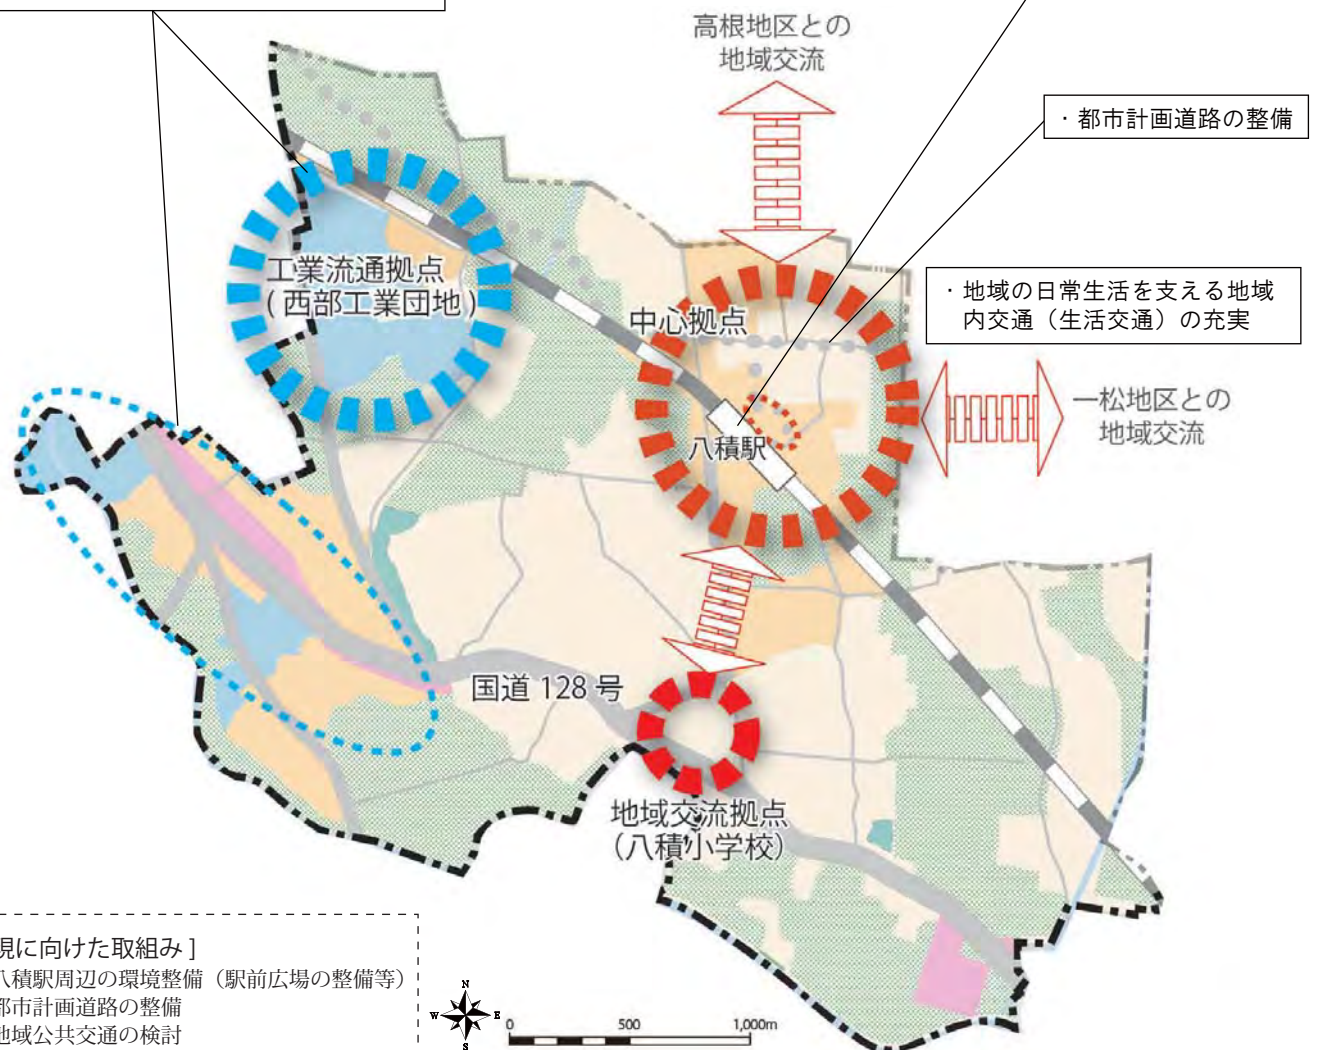 高根地区との
地域交流
・都市計画道路の整備
工業流通拠点
（西部工業団地）
中心拠点
・地域の日常生活を支える地域
内交通（生活交通）の充実
一松地区との
地域交流
八積駅
国道 128 号
地域交流拠点
（八積小学校）
現に向けた取組み］
八積駅周辺の環境整備（駅前広場の整備等）
都市計画道路の整備
地域公共交通の検討
N
W E
S
0 500 1,000m